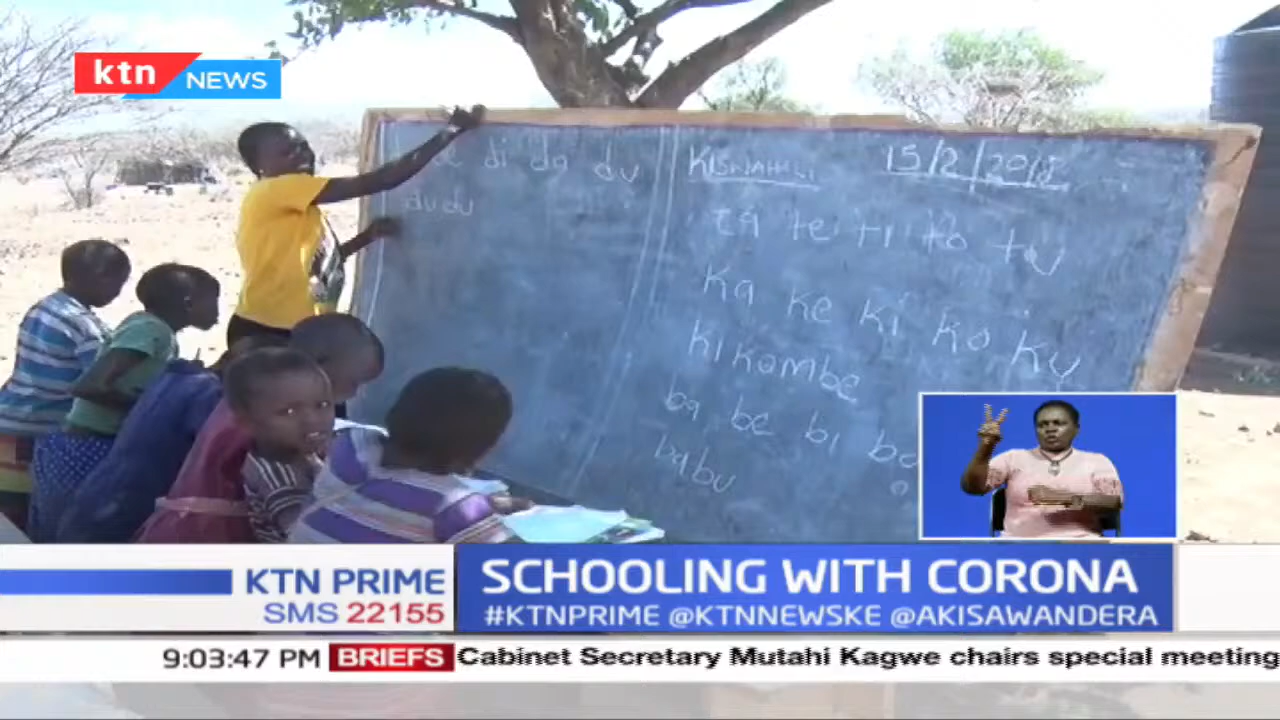 ktn NEWS
di da du
dudu
KISWAHILI 15/2/2018
ta te ti to tu
Ka Ke Ki Ko Ku
Kikombe
ba be bi
babu
KTN PRIME
SMS 22155
SCHOOLING WITH CORONA
#KTNPRIME @KTNNEWSKE @AKISAWANDERA
9:03:47 PM BRIEFS Cabinet Secretary Mutahi Kagwe chairs special meeting